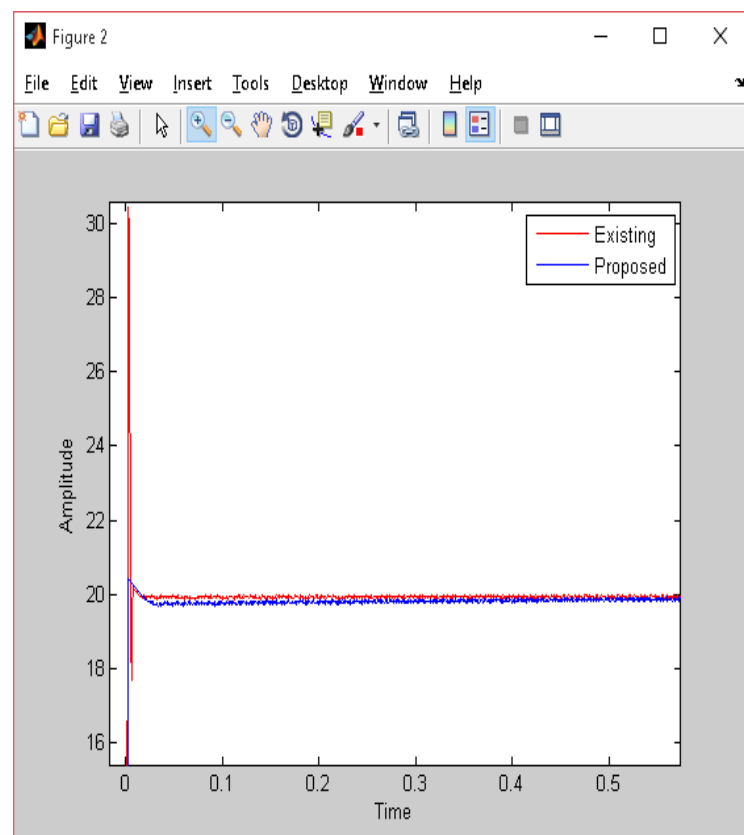 Figure 2
File Edit View Insert Tools Desktop Window Help
Existing
Proposed
30
28
26
24
22
20
18
16
Amplitude
0 0.1 0.2 0.3 0.4 0.5
Time